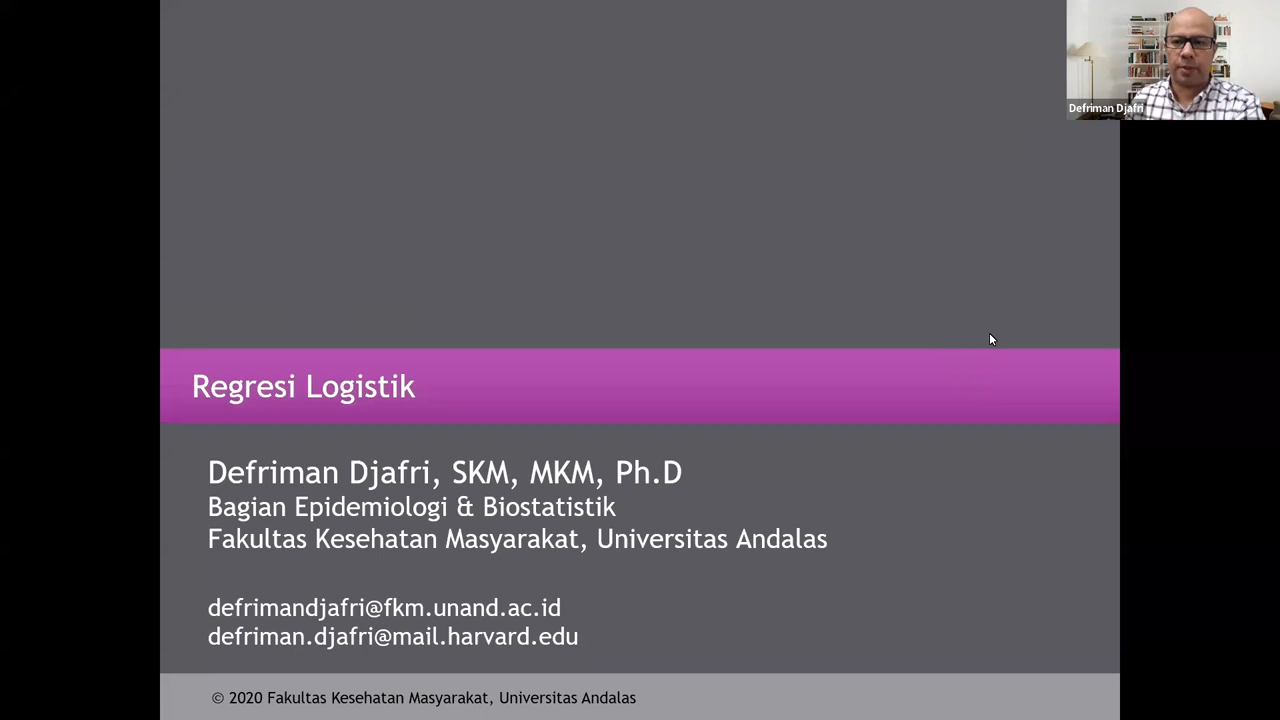 Defriman Djafri
Regresi Logistik
Defriman Djafri, SKM, MKM, Ph.D
Bagian Epidemiologi & Biostatistik
Fakultas Kesehatan Masyarakat, Universitas Andalas
defrimandjafri@fkm.unand.ac.id
defriman.djafri@mail.harvard.edu
© 2020 Fakultas Kesehatan Masyarakat, Universitas Andalas